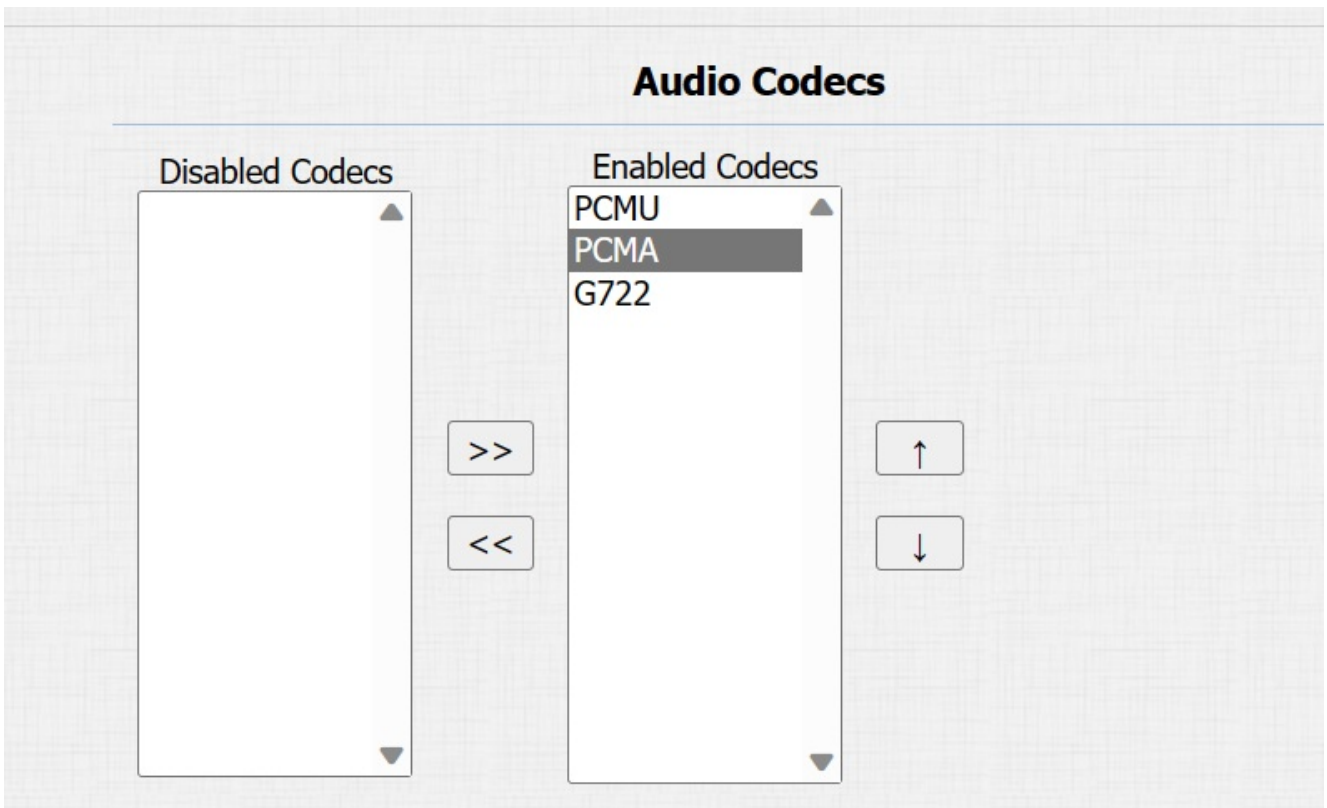 Audio Codecs
Disabled Codecs
Enabled Codecs
PCMU
PCMA
G722
>>
↑
<<
↓